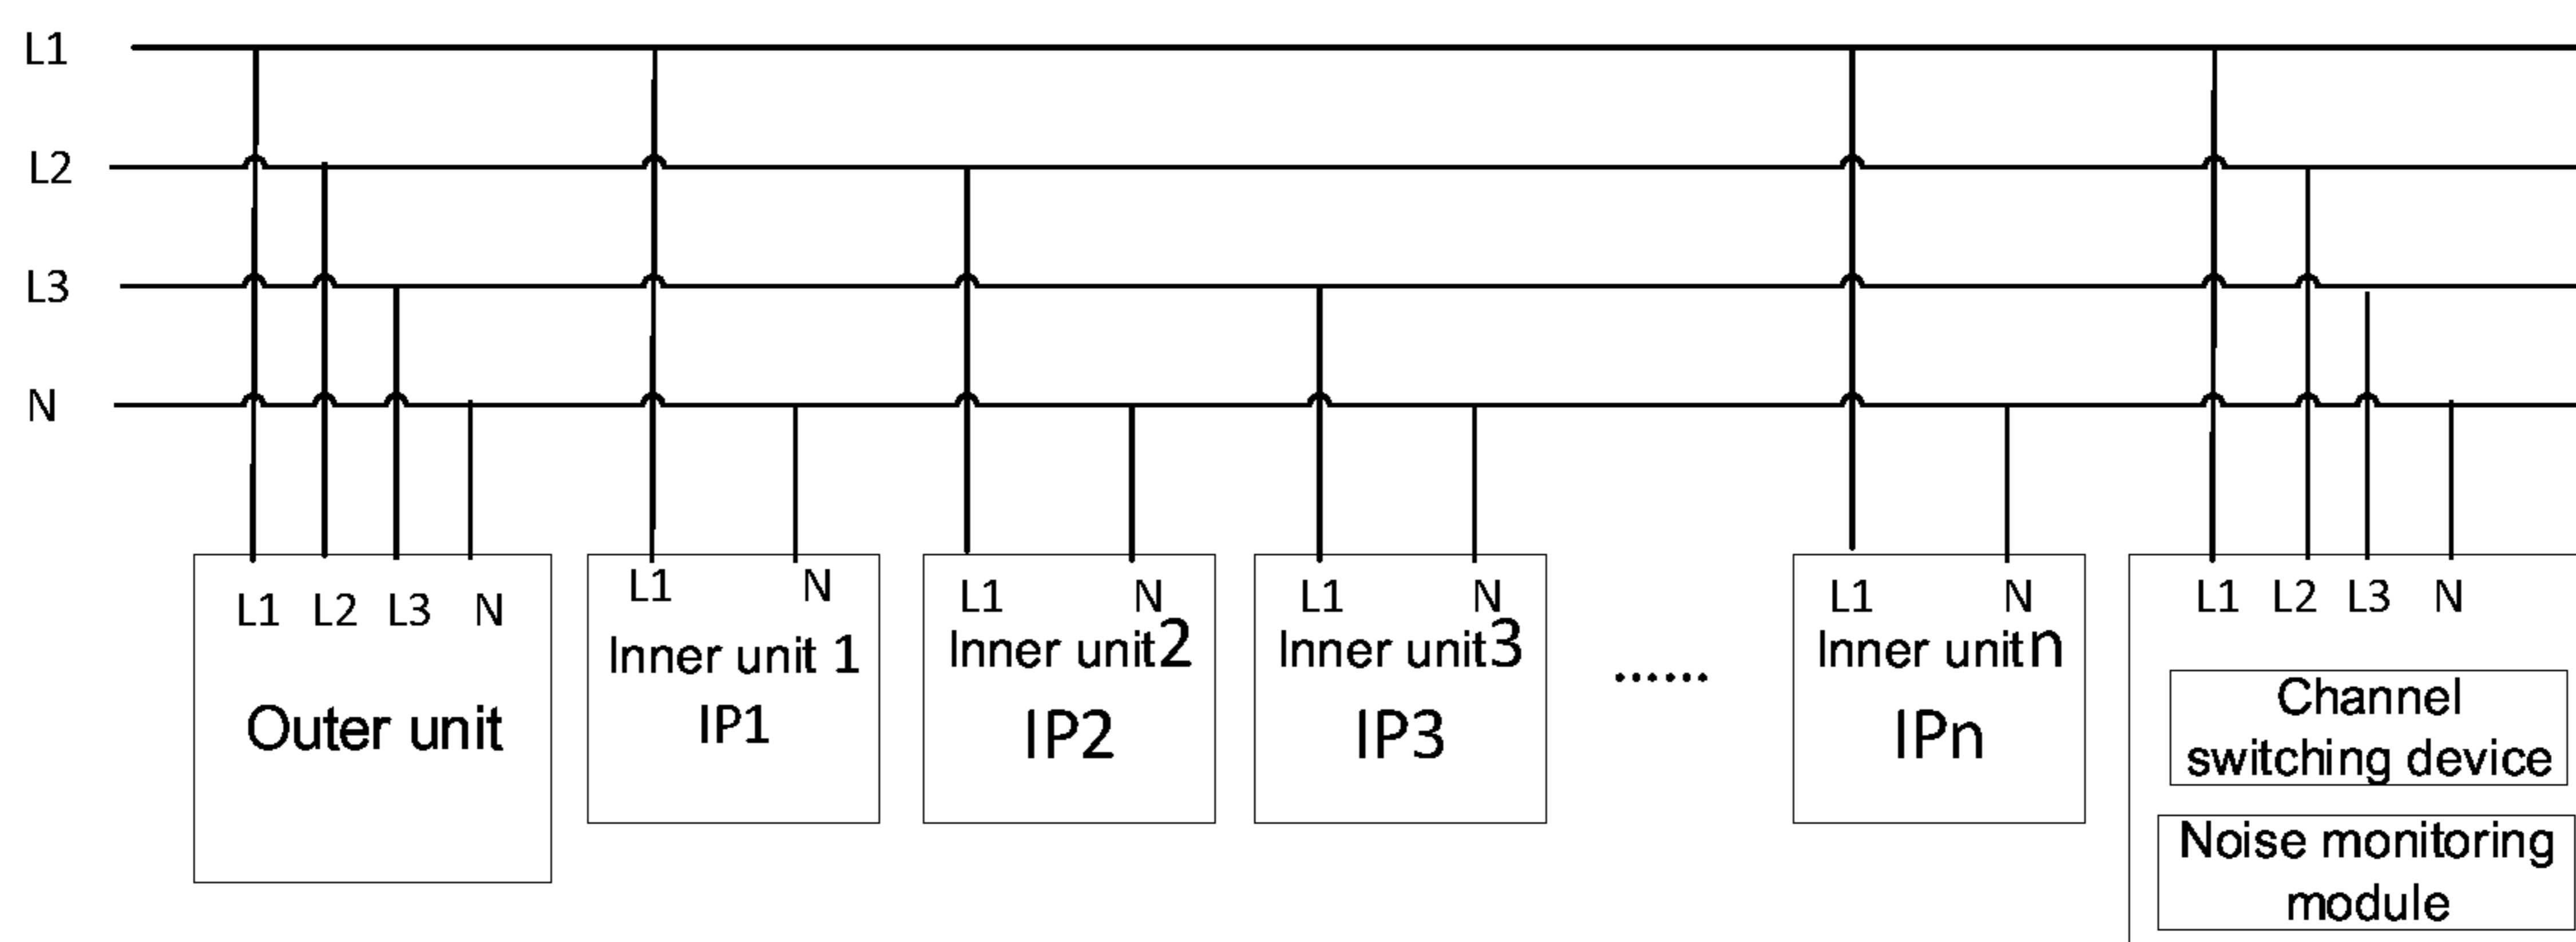 L1
L2
L3
N
L1 L2 L3 N
Outer unit
L1 N
Inner unit 1
IP1
L1 N
Inner unit2
IP2
L1 N
Inner unit3
IP3
......
L1 N
Inner unitn
IPn
L1 L2 L3 N
Channel
switching device
Noise monitoring
module